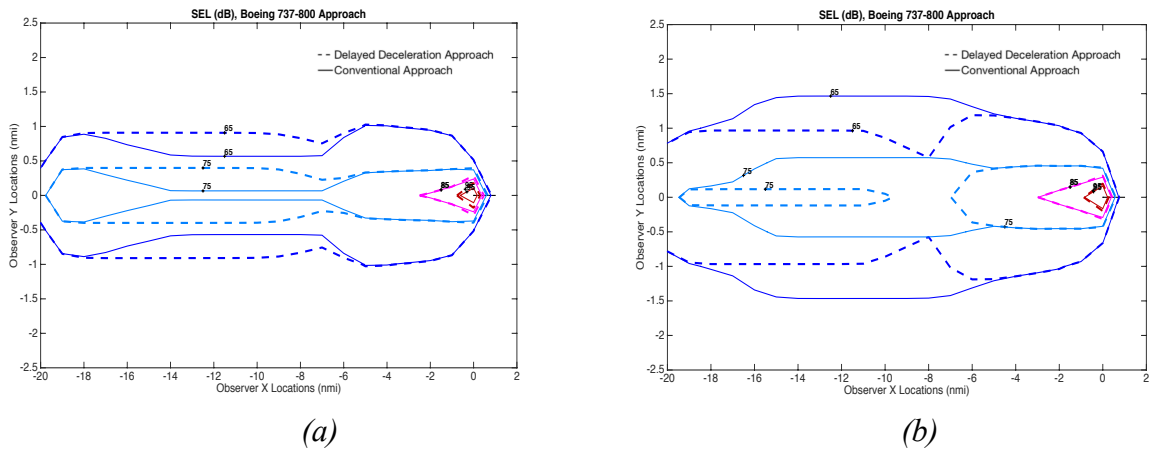 SEL (dB), Boeing 737-800 Approach
2.5
2
1.5
1
0.5
0
-0.5
-1
-1.5
-2
-2.5
Observer Y Locations (nmi)
Delayed Deceleration Approach
Conventional Approach
65
65
75
75
85
95
-20 -18 -16 -14 -12 -10 -8 -6 -4 -2 0 2
Observer X Locations (nmi)
(a)
SEL (dB), Boeing 737-800 Approach
2.5
2
1.5
1
0.5
0
-0.5
-1
-1.5
-2
-2.5
Observer Y Locations (nmi)
Delayed Deceleration Approach
Conventional Approach
65
65
75
75
75
95
-20 -18 -16 -14 -12 -10 -8 -6 -4 -2 0 2
Observer X Locations (nmi)
(b)